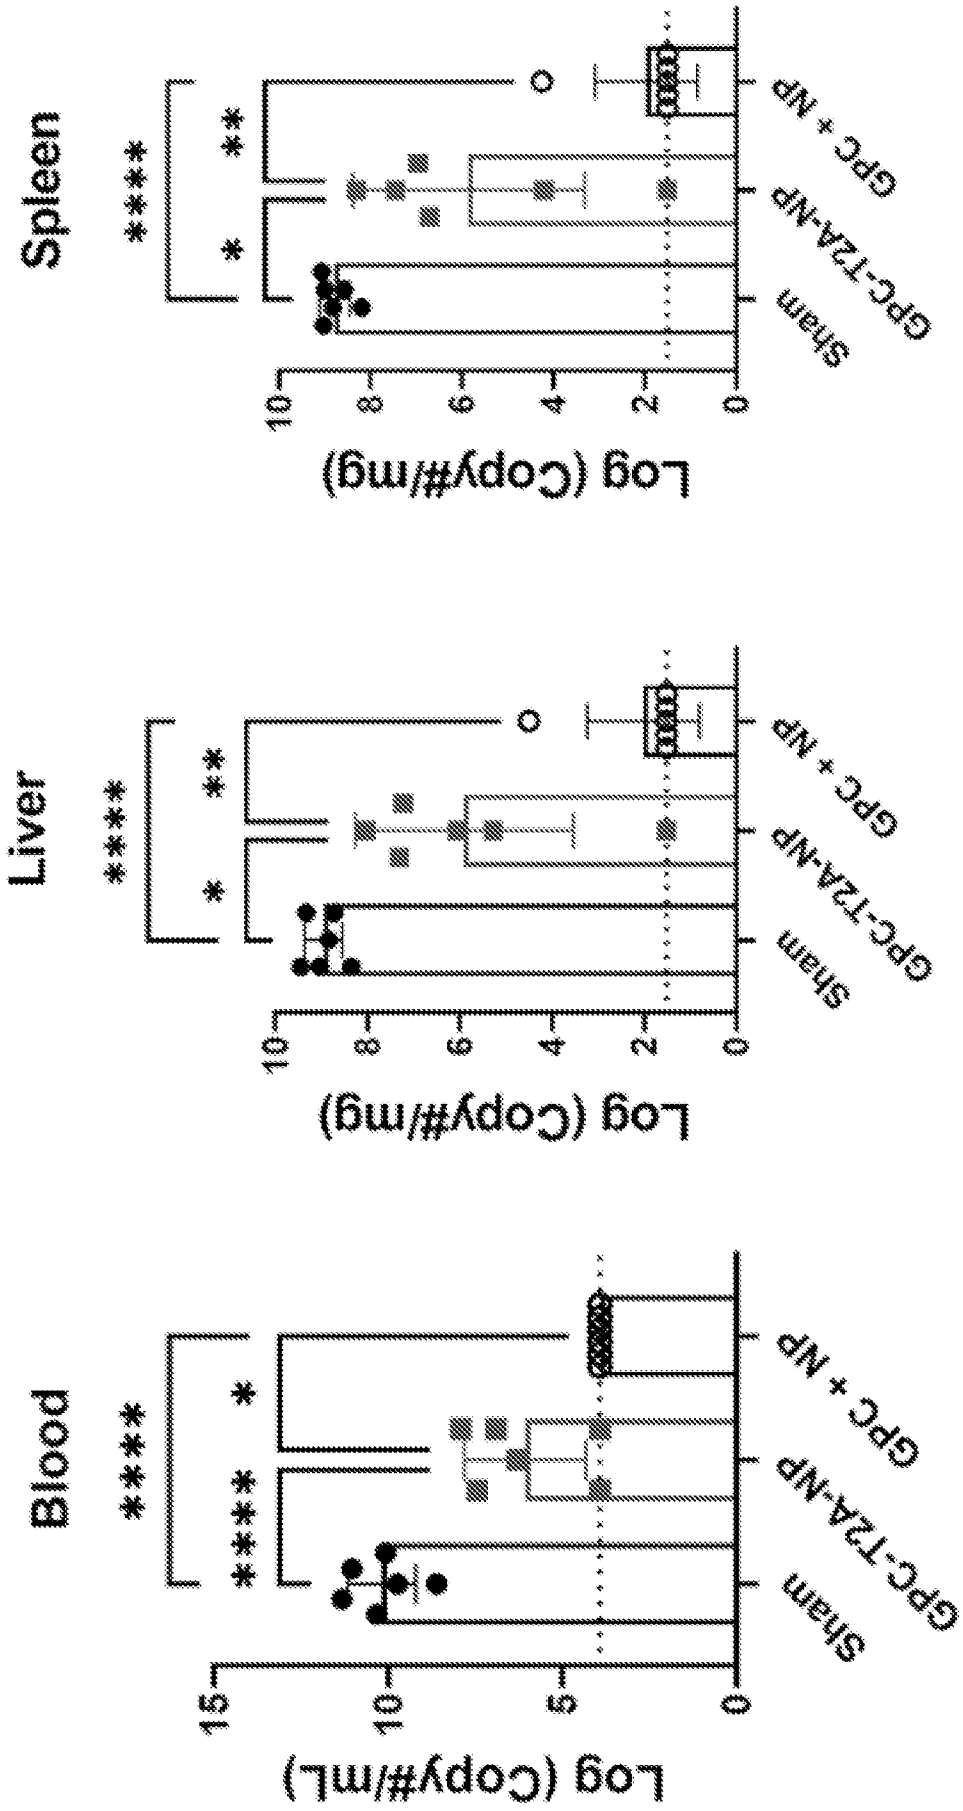 Blood
****
**** *
Log (Copy#/mL)
15
10
5
0
Sham
GPC-T2A-NP
GPC + NP
Liver
****
* **
Log (Copy#/mg)
10
8
6
4
2
0
Sham
GPC-T2A-NP
GPC + NP
Spleen
****
* **
Log (Copy#/mg)
10
8
6
4
2
0
Sham
GPC-T2A-NP
GPC + NP